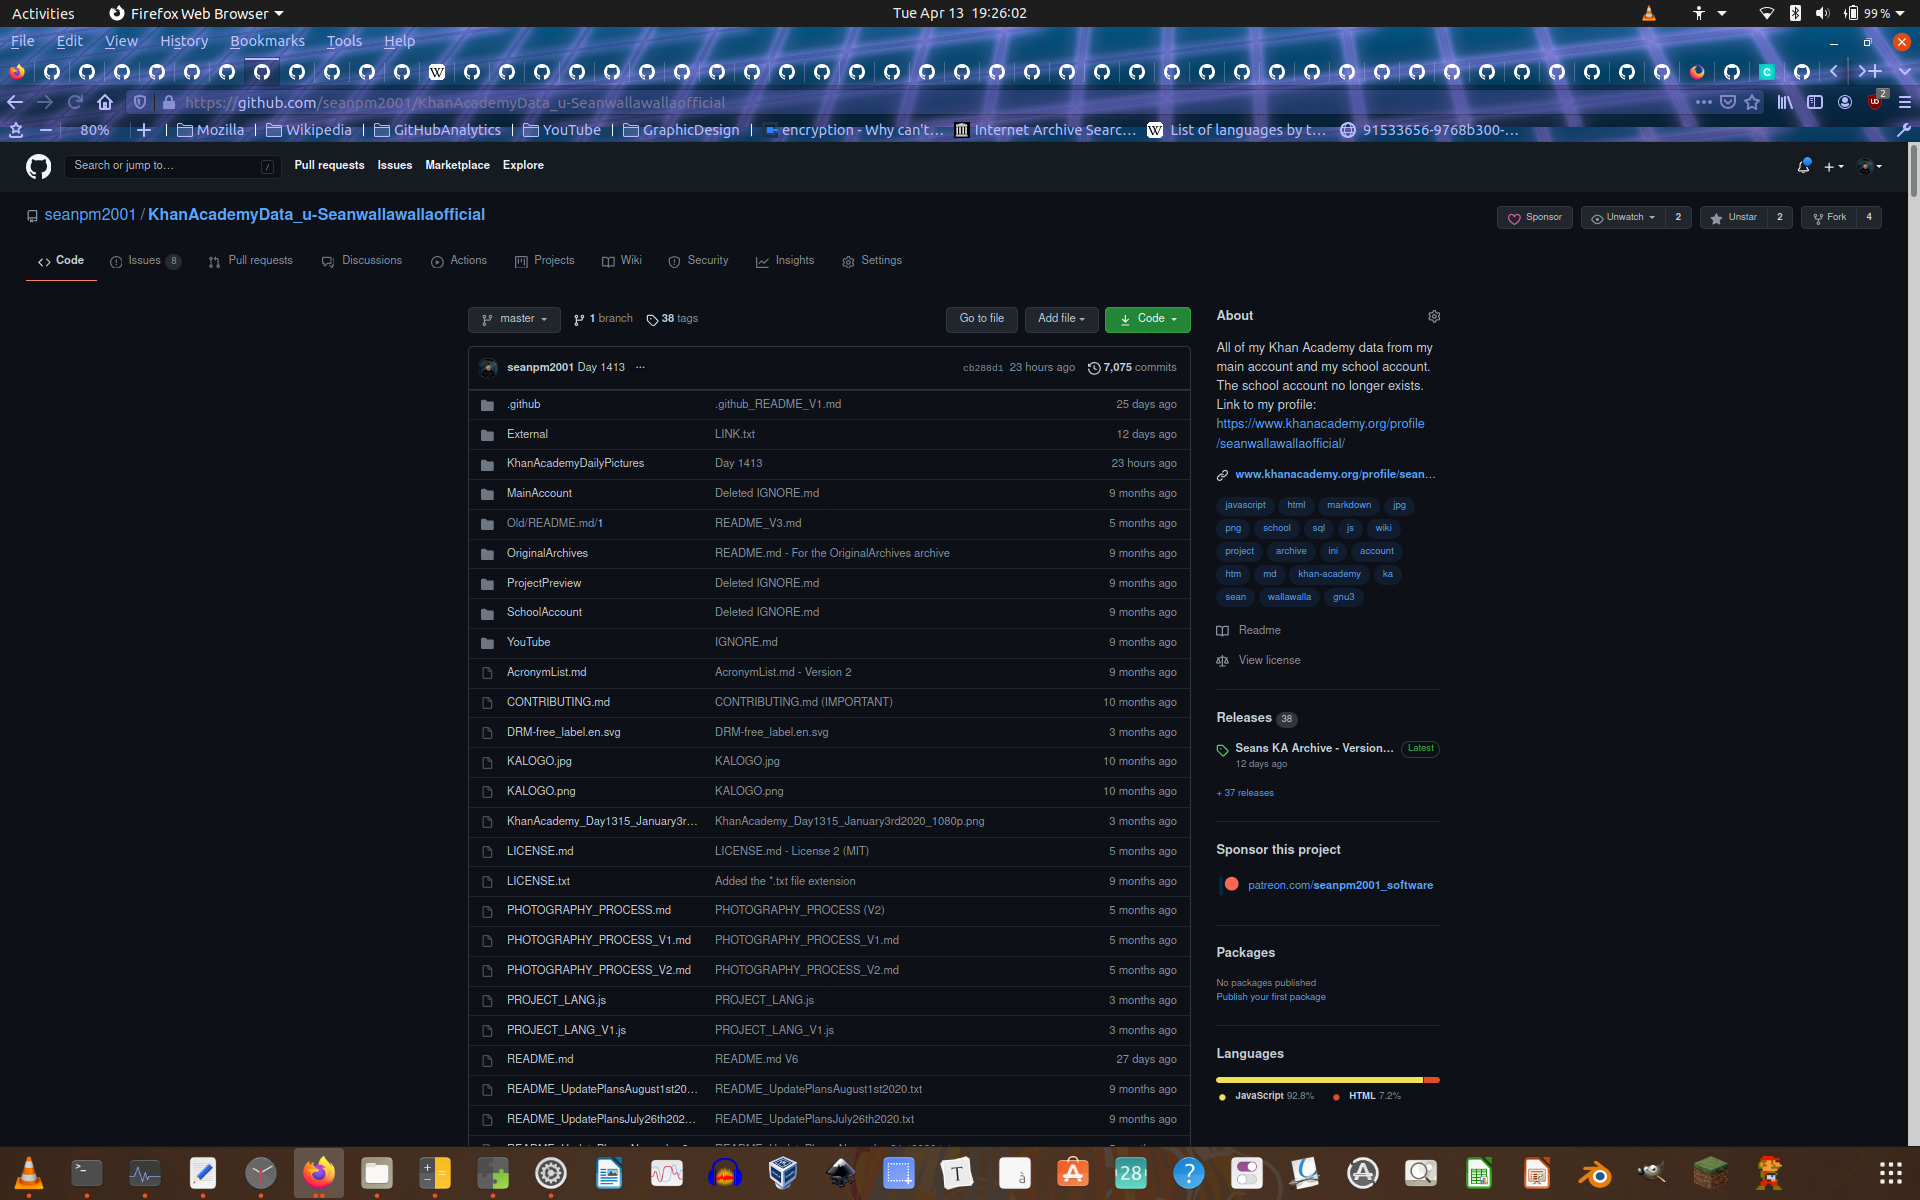 Activities Firefox Web Browser Tue Apr 13 19:26:02 99 %
File Edit View History Bookmarks Tools Help
https://github.com/seanpm2001/KhanAcademyData_u-Seanwallawallaofficial 2
80% Mozilla Wikipedia GitHubAnalytics YouTube GraphicDesign encryption - Why can't… Internet Archive Searc… List of languages by t… 91533656-9768b300-…
Search or jump to… / Pull requests Issues Marketplace Explore
seanpm2001 / KhanAcademyData_u-Seanwallawallaofficial
Sponsor Unwatch 2 Unstar 2 Fork 4
Code Issues 8 Pull requests Discussions Actions Projects Wiki Security Insights Settings
master 1 branch 38 tags Go to file Add file Code
seanpm2001 Day 1413 … cb288d1 23 hours ago 7,075 commits
.github .github_README_V1.md 25 days ago
External LINK.txt 12 days ago
KhanAcademyDailyPictures Day 1413 23 hours ago
MainAccount Deleted IGNORE.md 9 months ago
Old/README.md/1 README_V3.md 5 months ago
OriginalArchives README.md - For the OriginalArchives archive 9 months ago
ProjectPreview Deleted IGNORE.md 9 months ago
SchoolAccount Deleted IGNORE.md 9 months ago
YouTube IGNORE.md 9 months ago
AcronymList.md AcronymList.md - Version 2 9 months ago
CONTRIBUTING.md CONTRIBUTING.md (IMPORTANT) 10 months ago
DRM-free_label.en.svg DRM-free_label.en.svg 3 months ago
KALOGO.jpg KALOGO.jpg 10 months ago
KALOGO.png KALOGO.png 10 months ago
KhanAcademy_Day1315_January3r… KhanAcademy_Day1315_January3rd2020_1080p.png 3 months ago
LICENSE.md LICENSE.md - License 2 (MIT) 5 months ago
LICENSE.txt Added the *.txt file extension 9 months ago
PHOTOGRAPHY_PROCESS.md PHOTOGRAPHY_PROCESS (V2) 5 months ago
PHOTOGRAPHY_PROCESS_V1.md PHOTOGRAPHY_PROCESS_V1.md 5 months ago
PHOTOGRAPHY_PROCESS_V2.md PHOTOGRAPHY_PROCESS_V2.md 5 months ago
PROJECT_LANG.js PROJECT_LANG.js 3 months ago
PROJECT_LANG_V1.js PROJECT_LANG_V1.js 3 months ago
README.md README.md V6 27 days ago
README_UpdatePlansAugust1st20… README_UpdatePlansAugust1st2020.txt 9 months ago
README_UpdatePlansJuly26th202… README_UpdatePlansJuly26th2020.txt 9 months ago
About
All of my Khan Academy data from my
main account and my school account.
The school account no longer exists.
Link to my profile:
https://www.khanacademy.org/profile
/seanwallawallaofficial/
www.khanacademy.org/profile/sean…
javascript html markdown jpg
png school sql js wiki
project archive ini account
htm md khan-academy ka
sean wallawalla gnu3
Readme
View license
Releases 38
Seans KA Archive - Version… Latest
12 days ago
+ 37 releases
Sponsor this project
patreon.com/seanpm2001_software
Packages
No packages published
Publish your first package
Languages
JavaScript 92.8% HTML 7.2%